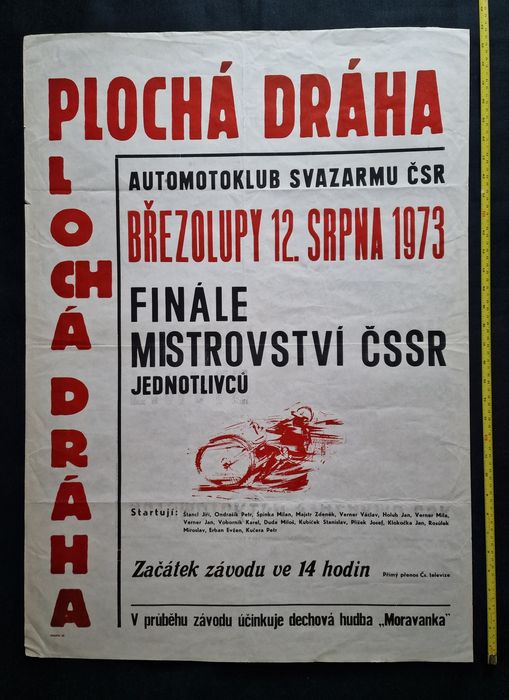 PLOCHÁ DRÁHA
PLOCHÁ DRÁHA
AUTOMOTOKLUB SVAZARMU ČSR
BŘEZOLUPY 12. SRPNA 1973
FINÁLE
MISTROVSTVÍ ČSSR
JEDNOTLIVCŮ
Startují: Štancl Jiří, Ondrašík Petr, Špinka Milan, Majstr Zdeněk, Verner Václav, Holub Jan, Verner Mila,
Verner Jan, Voborník Karel, Duda Miloš, Kubíček Stanislav, Plíšek Josef, Klokočka Jan, Rosůlek
Miroslav, Erban Evžen, Kučera Petr
Začátek závodu ve 14 hodin Přímý přenos Čs. televize
V průběhu závodu účinkuje dechová hudba „Moravanka"